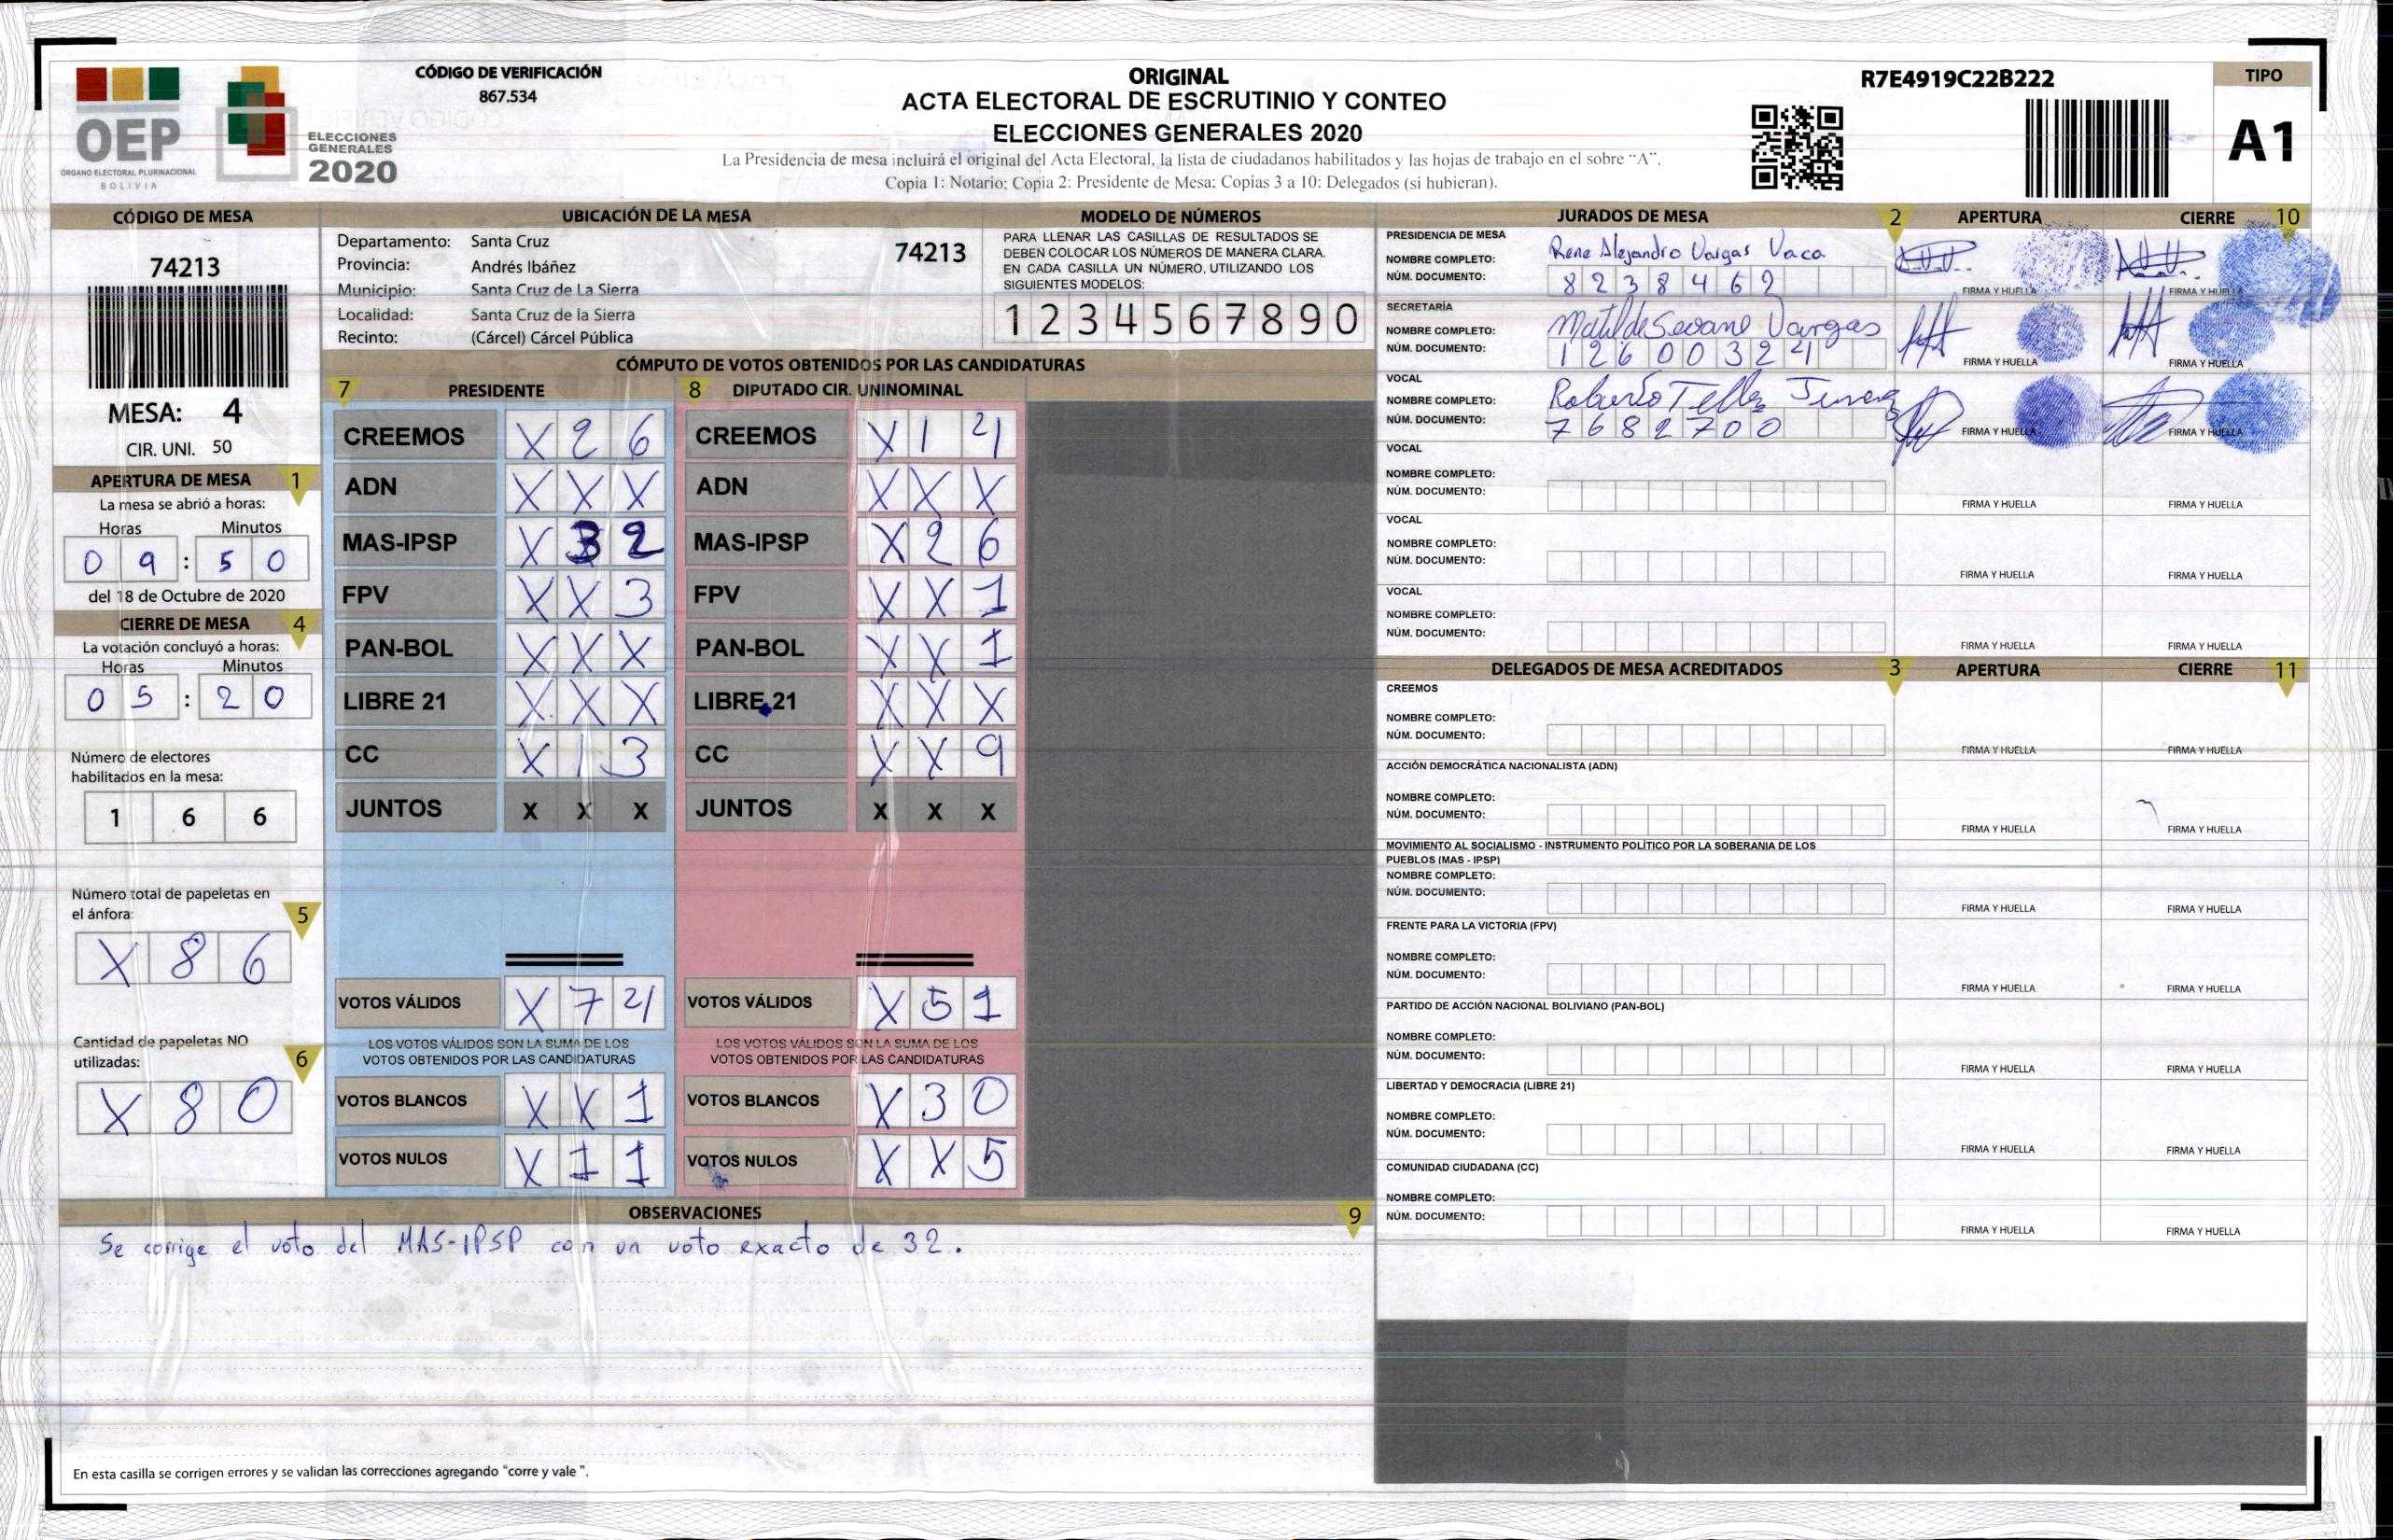 CÓDIGO DE VERIFICACIÓN
867.534
OEP
ÓRGANO ELECTORAL PLURINACIONAL
BOLIVIA
ELECCIONES
GENERALES
2020
ORIGINAL
ACTA ELECTORAL DE ESCRUTINIO Y CONTEO
ELECCIONES GENERALES 2020
La Presidencia de mesa incluirá el original del Acta Electoral, la lista de ciudadanos habilitados y las hojas de trabajo en el sobre “A”.
Copia 1: Notario; Copia 2: Presidente de Mesa; Copias 3 a 10: Delegados (si hubieran).
R7E4919C22B222
TIPO
A1
CÓDIGO DE MESA
74213
MESA: 4
CIR. UNI. 50
APERTURA DE MESA 1
La mesa se abrió a horas:
Horas Minutos
0 9 : 5 0
del 18 de Octubre de 2020
CIERRE DE MESA 4
La votación concluyó a horas:
Horas Minutos
0 5 : 2 0
Número de electores
habilitados en la mesa:
1 6 6
Número total de papeletas en
el ánfora: 5
X 8 6
Cantidad de papeletas NO
utilizadas: 6
X 8 0
UBICACIÓN DE LA MESA
Departamento: Santa Cruz 74213
Provincia: Andrés Ibáñez
Municipio: Santa Cruz de La Sierra
Localidad: Santa Cruz de la Sierra
Recinto: (Cárcel) Cárcel Pública
MODELO DE NÚMEROS
PARA LLENAR LAS CASILLAS DE RESULTADOS SE
DEBEN COLOCAR LOS NÚMEROS DE MANERA CLARA.
EN CADA CASILLA UN NÚMERO, UTILIZANDO LOS
SIGUIENTES MODELOS:
1 2 3 4 5 6 7 8 9 0
CÓMPUTO DE VOTOS OBTENIDOS POR LAS CANDIDATURAS
7 PRESIDENTE 8 DIPUTADO CIR. UNINOMINAL
CREEMOS X 2 6 CREEMOS X 1 4
ADN X X X ADN X X X
MAS-IPSP X 3 2 MAS-IPSP X 2 6
FPV X X 3 FPV X X 1
PAN-BOL X X X PAN-BOL X X 1
LIBRE 21 X X X LIBRE 21 X X X
CC X 1 3 CC X X 9
JUNTOS X X X JUNTOS X X X
VOTOS VÁLIDOS X 7 4 VOTOS VÁLIDOS X 5 1
LOS VOTOS VÁLIDOS SON LA SUMA DE LOS LOS VOTOS VÁLIDOS SON LA SUMA DE LOS
VOTOS OBTENIDOS POR LAS CANDIDATURAS VOTOS OBTENIDOS POR LAS CANDIDATURAS
VOTOS BLANCOS X X 1 VOTOS BLANCOS X 3 0
VOTOS NULOS X 1 1 VOTOS NULOS X X 5
OBSERVACIONES 9
Se corrige el voto del MAS-IPSP con un voto exacto de 32.
En esta casilla se corrigen errores y se validan las correcciones agregando “corre y vale”.
JURADOS DE MESA 2 APERTURA CIERRE 10
PRESIDENCIA DE MESA
NOMBRE COMPLETO: Rene Alejandro Vargas Vaca
NÚM. DOCUMENTO: 8 2 3 8 4 6 2
FIRMA Y HUELLA FIRMA Y HUELLA
SECRETARÍA
NOMBRE COMPLETO: Matilde Seoane Vargas
NÚM. DOCUMENTO: 1 2 6 0 0 3 2 4
FIRMA Y HUELLA FIRMA Y HUELLA
VOCAL
NOMBRE COMPLETO: Roberto
NÚM. DOCUMENTO: 7 6 8 2 7 0 0
FIRMA Y HUELLA FIRMA Y HUELLA
VOCAL
NOMBRE COMPLETO:
NÚM. DOCUMENTO:
FIRMA Y HUELLA FIRMA Y HUELLA
VOCAL
NOMBRE COMPLETO:
NÚM. DOCUMENTO:
FIRMA Y HUELLA FIRMA Y HUELLA
VOCAL
NOMBRE COMPLETO:
NÚM. DOCUMENTO:
FIRMA Y HUELLA FIRMA Y HUELLA
DELEGADOS DE MESA ACREDITADOS 3 APERTURA CIERRE 11
CREEMOS
NOMBRE COMPLETO:
NÚM. DOCUMENTO:
FIRMA Y HUELLA FIRMA Y HUELLA
ACCIÓN DEMOCRÁTICA NACIONALISTA (ADN)
NOMBRE COMPLETO:
NÚM. DOCUMENTO:
FIRMA Y HUELLA FIRMA Y HUELLA
MOVIMIENTO AL SOCIALISMO - INSTRUMENTO POLÍTICO POR LA SOBERANIA DE LOS
PUEBLOS (MAS - IPSP)
NOMBRE COMPLETO:
NÚM. DOCUMENTO:
FIRMA Y HUELLA FIRMA Y HUELLA
FRENTE PARA LA VICTORIA (FPV)
NOMBRE COMPLETO:
NÚM. DOCUMENTO:
FIRMA Y HUELLA FIRMA Y HUELLA
PARTIDO DE ACCIÓN NACIONAL BOLIVIANO (PAN-BOL)
NOMBRE COMPLETO:
NÚM. DOCUMENTO:
FIRMA Y HUELLA FIRMA Y HUELLA
LIBERTAD Y DEMOCRACIA (LIBRE 21)
NOMBRE COMPLETO:
NÚM. DOCUMENTO:
FIRMA Y HUELLA FIRMA Y HUELLA
COMUNIDAD CIUDADANA (CC)
NOMBRE COMPLETO:
NÚM. DOCUMENTO:
FIRMA Y HUELLA FIRMA Y HUELLA